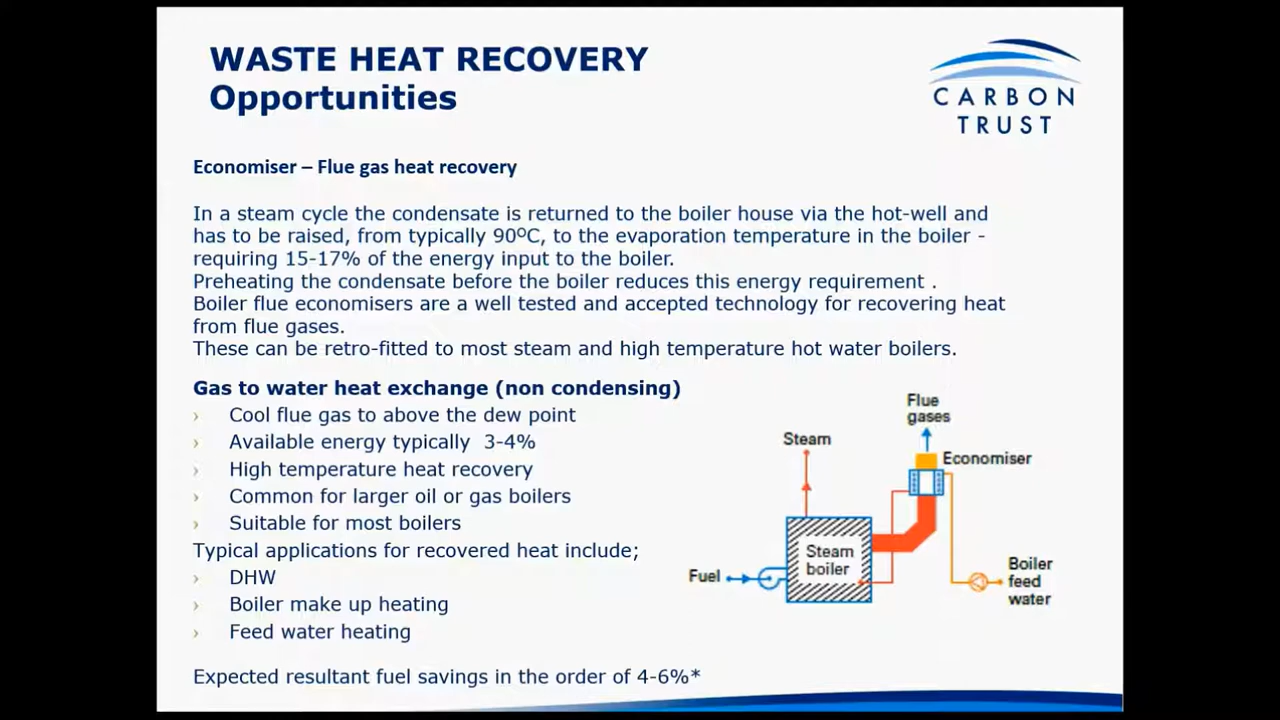 WASTE HEAT RECOVERY
Opportunities
CARBON
TRUST
Economiser – Flue gas heat recovery
In a steam cycle the condensate is returned to the boiler house via the hot-well and
has to be raised, from typically 90ºC, to the evaporation temperature in the boiler -
requiring 15-17% of the energy input to the boiler.
Preheating the condensate before the boiler reduces this energy requirement .
Boiler flue economisers are a well tested and accepted technology for recovering heat
from flue gases.
These can be retro-fitted to most steam and high temperature hot water boilers.
Gas to water heat exchange (non condensing)
› Cool flue gas to above the dew point
› Available energy typically 3-4%
› High temperature heat recovery
› Common for larger oil or gas boilers
› Suitable for most boilers
Typical applications for recovered heat include;
› DHW
› Boiler make up heating
› Feed water heating
Expected resultant fuel savings in the order of 4-6%*
Flue
gases
Steam
Economiser
Steam
boiler
Fuel
Boiler
feed
water